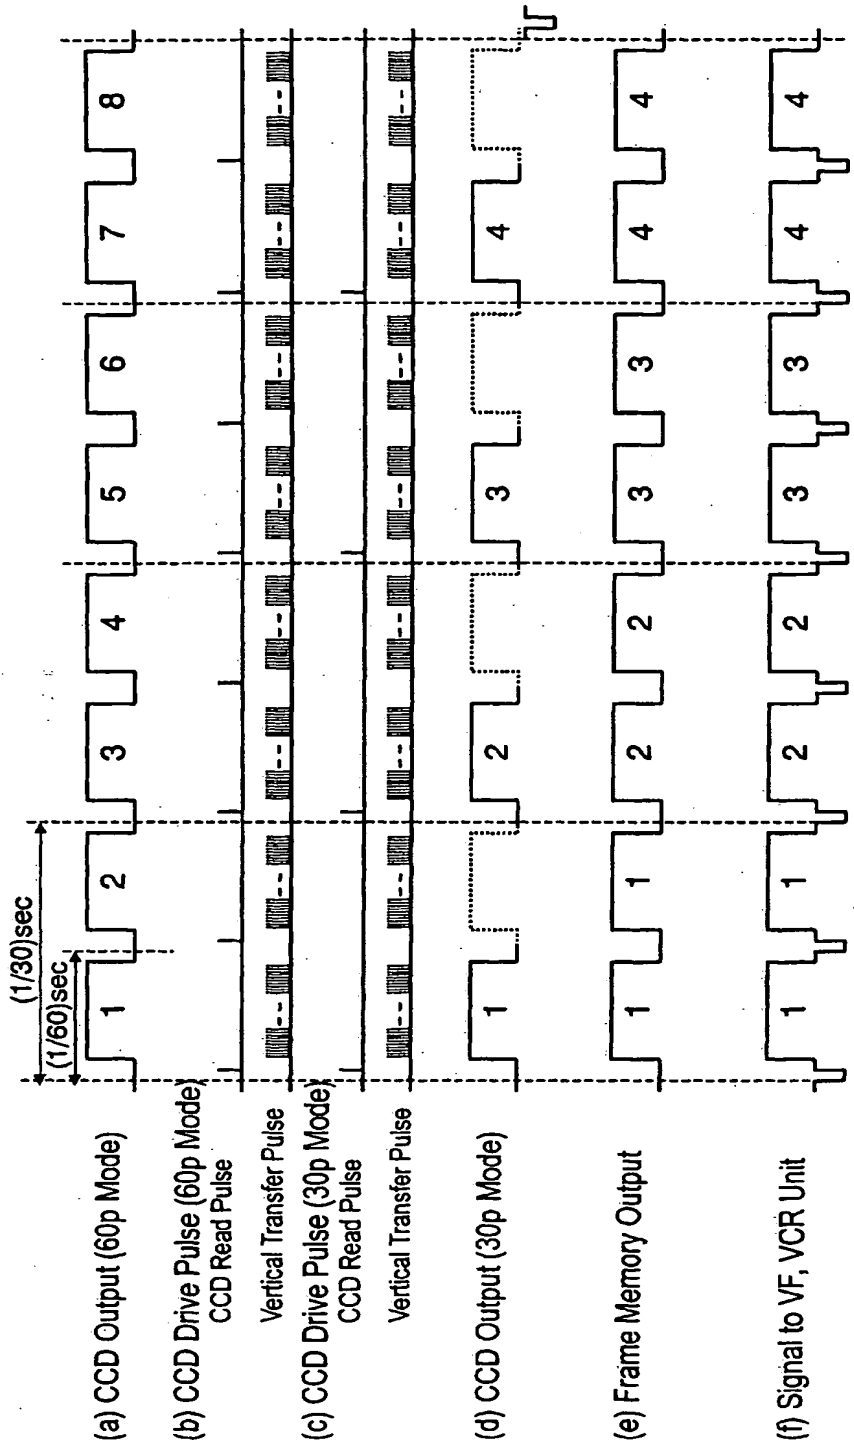 (1/30)sec
(1/60)sec
(a) CCD Output (60p Mode)
1 2 3 4 5 6 7 8
(b) CCD Drive Pulse (60p Mode)
CCD Read Pulse
Vertical Transfer Pulse
(c) CCD Drive Pulse (30p Mode)
CCD Read Pulse
Vertical Transfer Pulse
(d) CCD Output (30p Mode)
1 2 3 4
(e) Frame Memory Output
1 1 2 2 3 3 4 4
(f) Signal to VF, VCR Unit
1 1 2 2 3 3 4 4